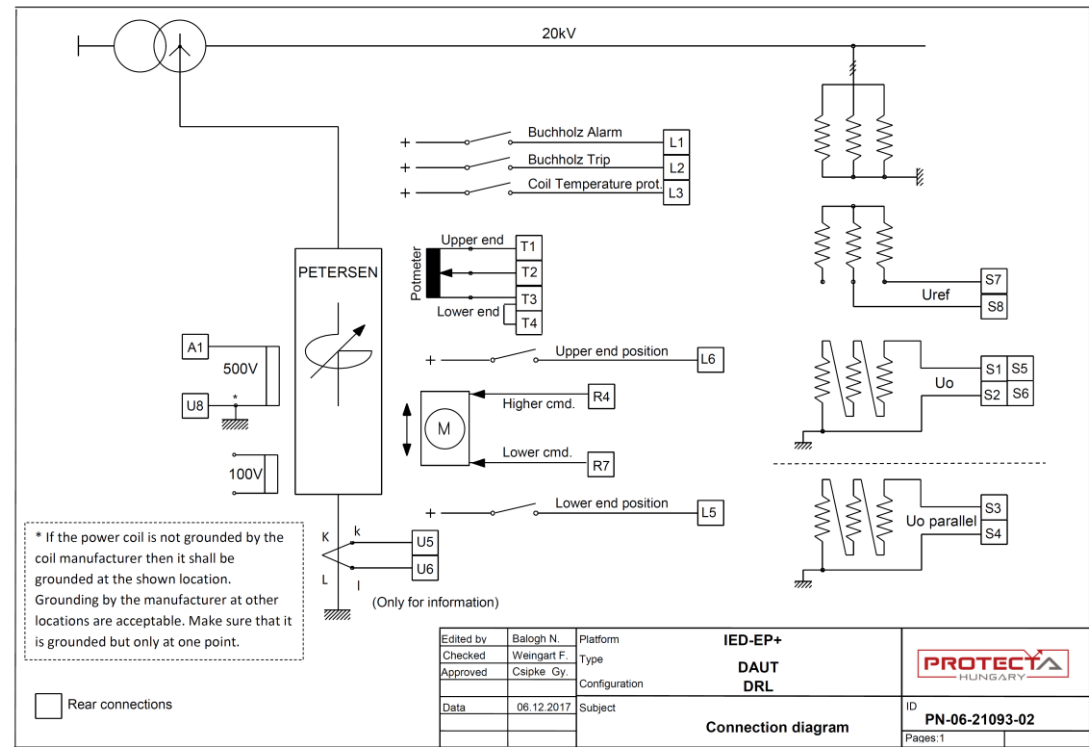 20kV
Buchholz Alarm
L1
Buchholz Trip
L2
Coil Temperature prot.
L3
Upper end
T1
PETERSEN
Potmeter
T2
T3
Lower end
T4
Uref
S7
S8
A1
500V
U8
*
100V
+
+
+
+
Upper end position
L6
Higher cmd.
R4
M
Lower cmd.
R7
+
Lower end position
L5
Uo
S1 S5
S2 S6
Uo parallel
S3
S4
K k
U5
U6
L l
(Only for information)
* If the power coil is not grounded by the
coil manufacturer then it shall be
grounded at the shown location.
Grounding by the manufacturer at other
locations are acceptable. Make sure that it
is grounded but only at one point.
Rear connections
Edited by Balogh N. Platform IED-EP+
Checked Weingart F. Type DAUT
Approved Csipke Gy.
Configuration DRL
Data 06.12.2017 Subject
Connection diagram
PROTECTA
HUNGARY
ID
PN-06-21093-02
Pages:1